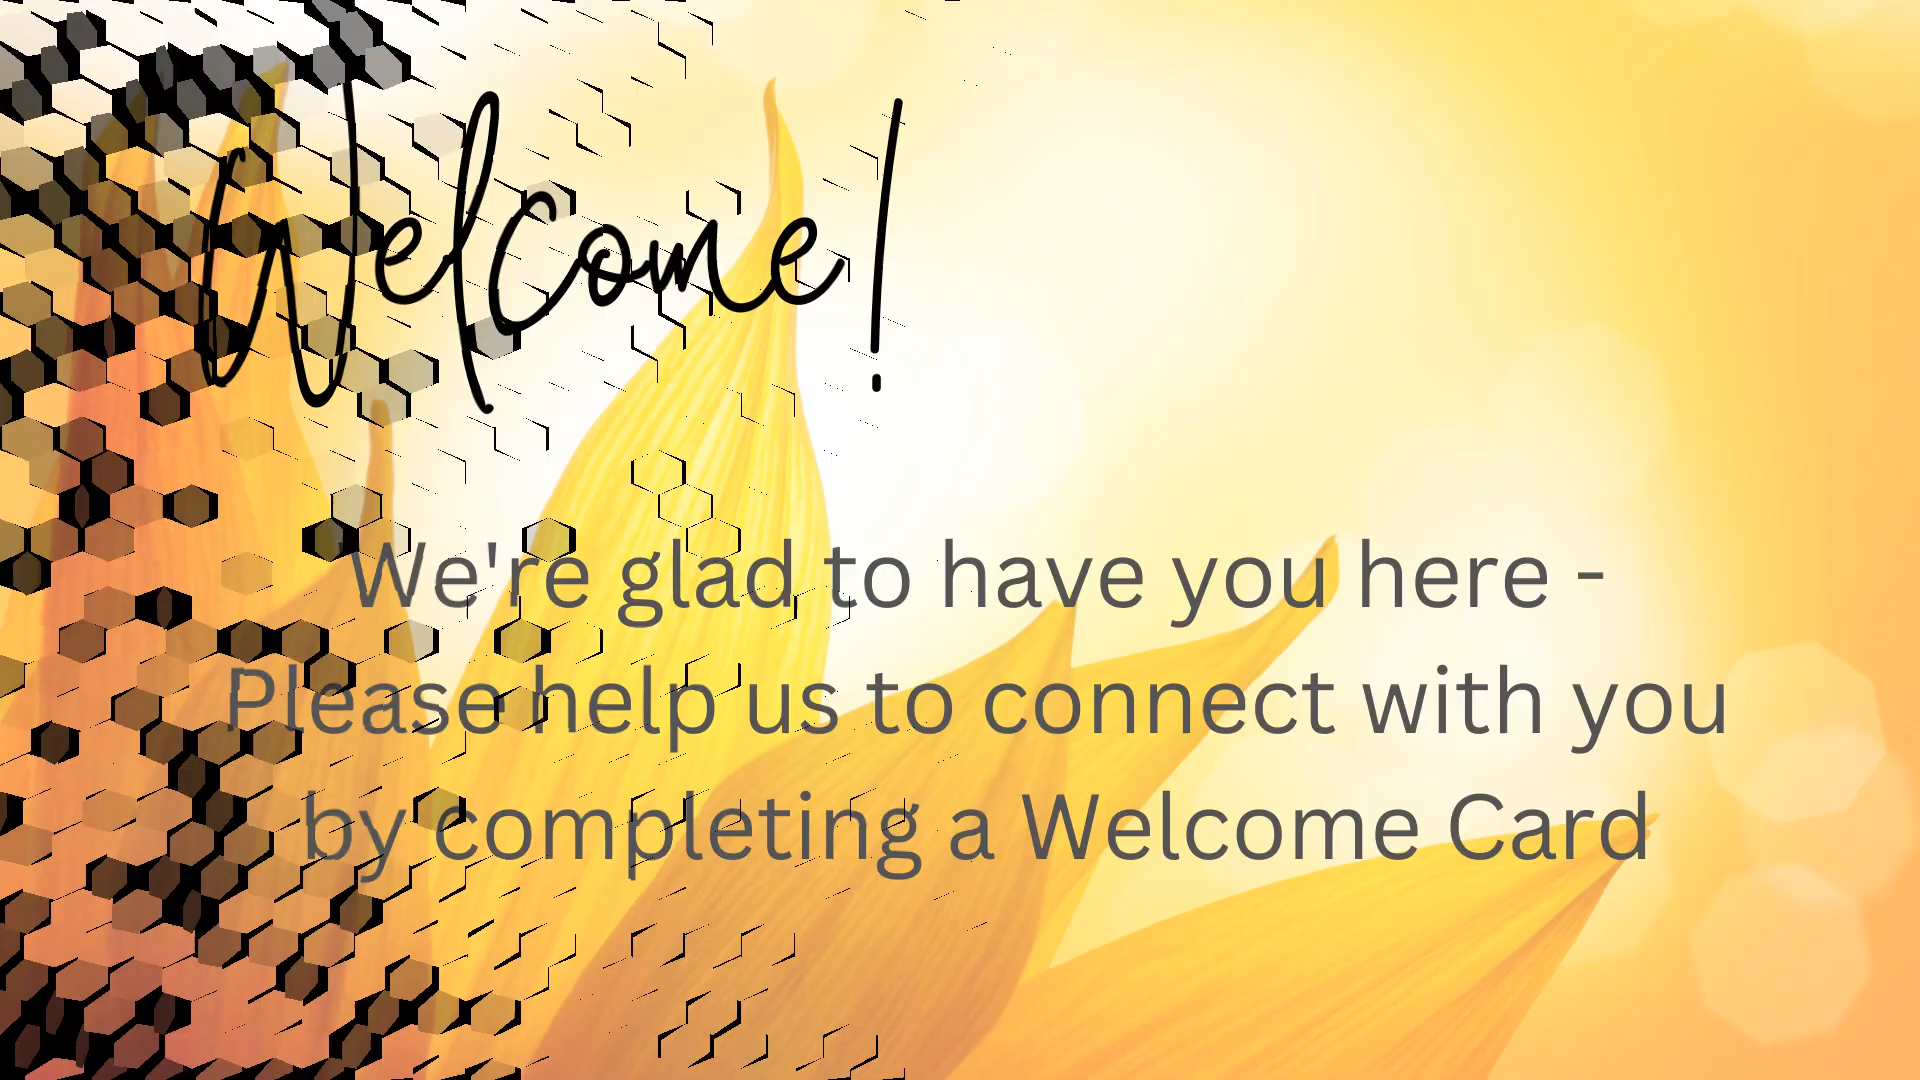 Welcome!
We're glad to have you here -
Please help us to connect with you
by completing a Welcome Card